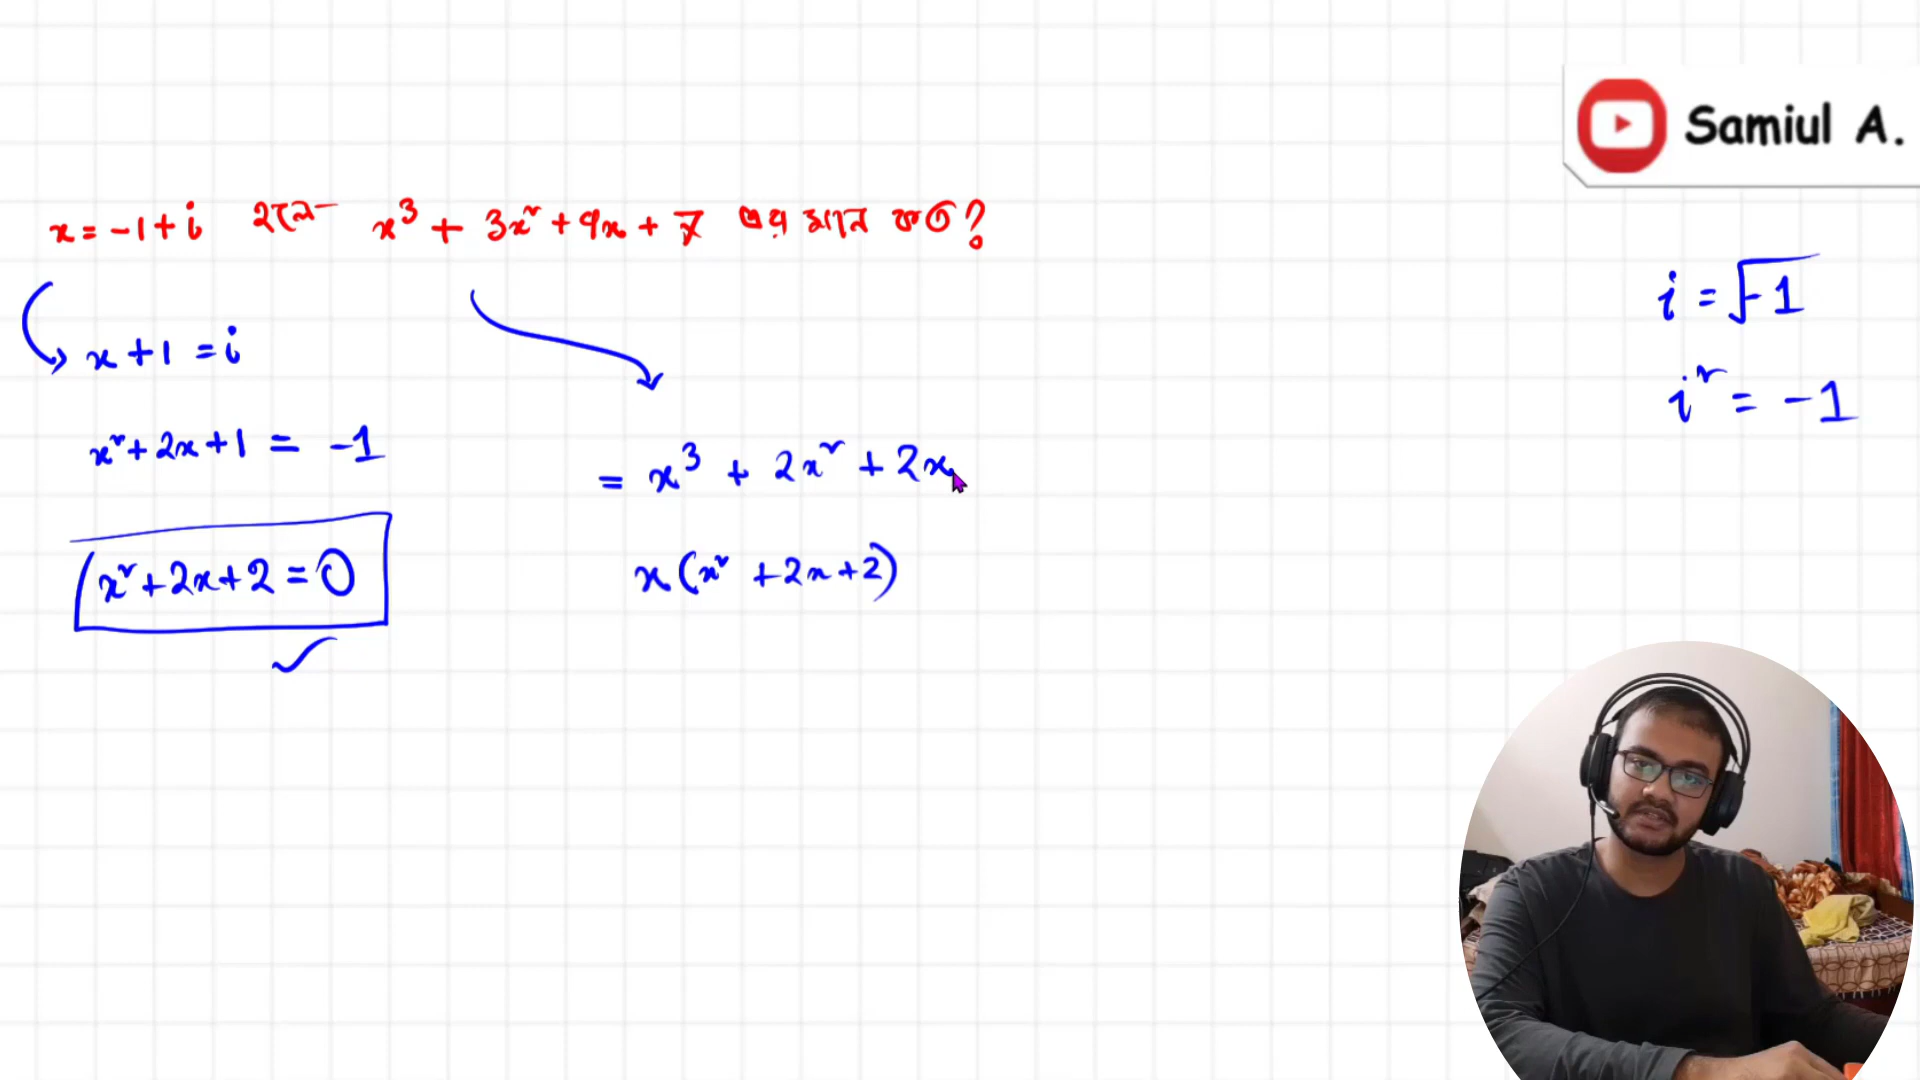 Samiul A.
x = -1+i হলে x³ + 3x² + 4x + 7 এর মান কত?
i = √-1
x + 1 = i
i² = -1
x² + 2x + 1 = -1
= x³ + 2x² + 2x
x² + 2x + 2 = 0
x(x² + 2x + 2)